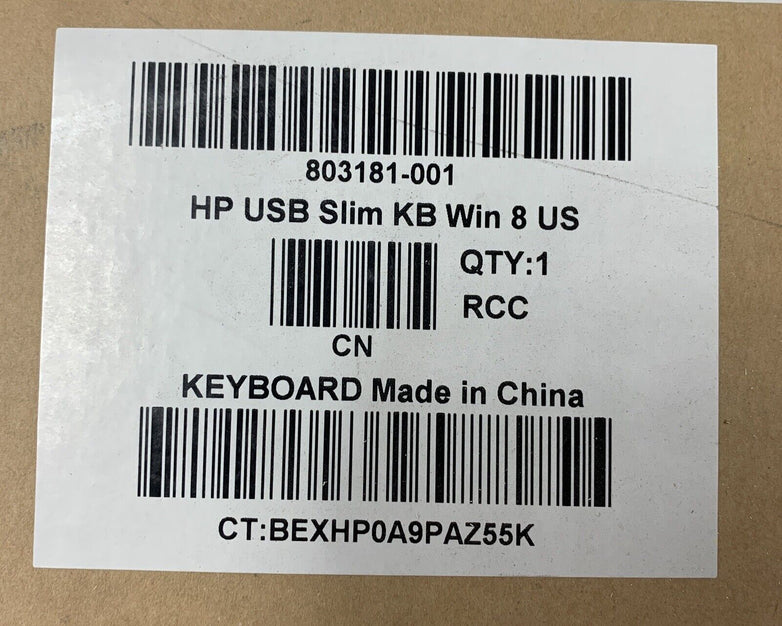 803181-001
HP USB Slim KB Win 8 US
QTY:1
RCC
CN
KEYBOARD Made in China
CT:BEXHP0A9PAZ55K